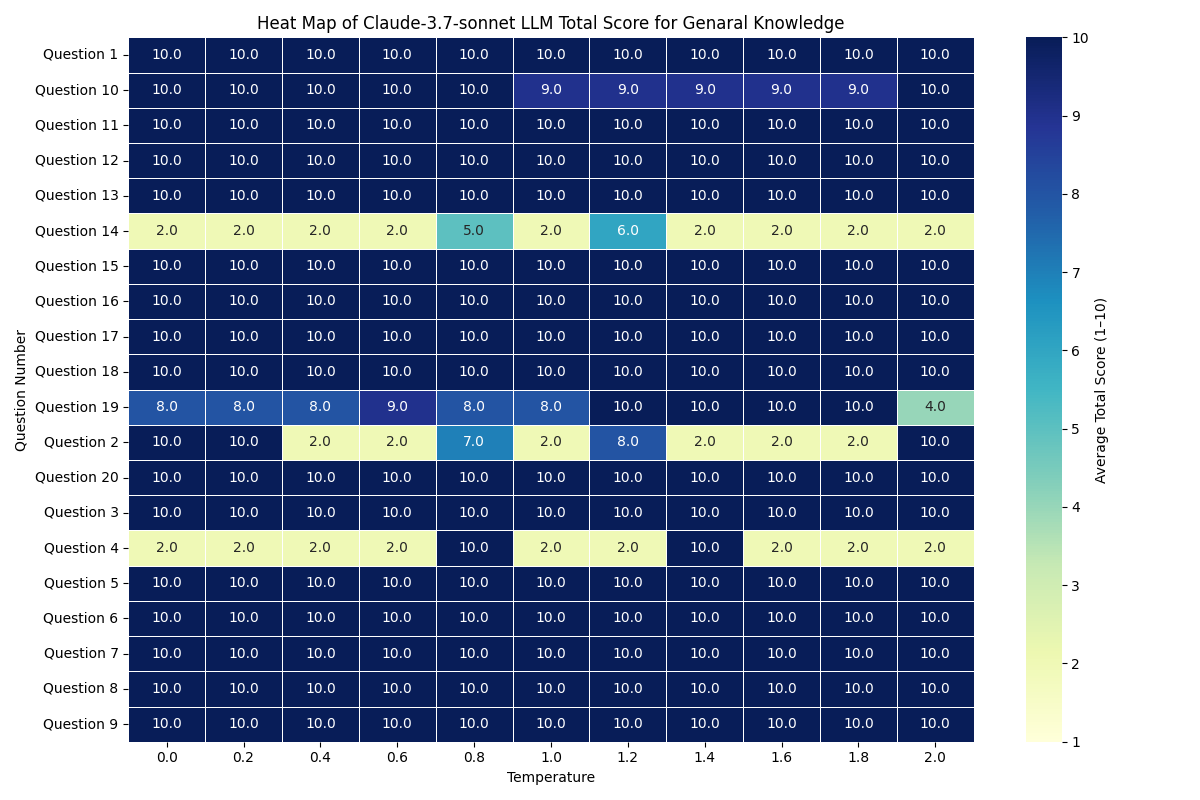 Heat Map of Claude-3.7-sonnet LLM Total Score for Genaral Knowledge
Question Number
Question 1 10.0 10.0 10.0 10.0 10.0 10.0 10.0 10.0 10.0 10.0 10.0
Question 10 10.0 10.0 10.0 10.0 10.0 9.0 9.0 9.0 9.0 9.0 10.0
Question 11 10.0 10.0 10.0 10.0 10.0 10.0 10.0 10.0 10.0 10.0 10.0
Question 12 10.0 10.0 10.0 10.0 10.0 10.0 10.0 10.0 10.0 10.0 10.0
Question 13 10.0 10.0 10.0 10.0 10.0 10.0 10.0 10.0 10.0 10.0 10.0
Question 14 2.0 2.0 2.0 2.0 5.0 2.0 6.0 2.0 2.0 2.0 2.0
Question 15 10.0 10.0 10.0 10.0 10.0 10.0 10.0 10.0 10.0 10.0 10.0
Question 16 10.0 10.0 10.0 10.0 10.0 10.0 10.0 10.0 10.0 10.0 10.0
Question 17 10.0 10.0 10.0 10.0 10.0 10.0 10.0 10.0 10.0 10.0 10.0
Question 18 10.0 10.0 10.0 10.0 10.0 10.0 10.0 10.0 10.0 10.0 10.0
Question 19 8.0 8.0 8.0 9.0 8.0 8.0 10.0 10.0 10.0 10.0 4.0
Question 2 10.0 10.0 2.0 2.0 7.0 2.0 8.0 2.0 2.0 2.0 10.0
Question 20 10.0 10.0 10.0 10.0 10.0 10.0 10.0 10.0 10.0 10.0 10.0
Question 3 10.0 10.0 10.0 10.0 10.0 10.0 10.0 10.0 10.0 10.0 10.0
Question 4 2.0 2.0 2.0 2.0 10.0 2.0 2.0 10.0 2.0 2.0 2.0
Question 5 10.0 10.0 10.0 10.0 10.0 10.0 10.0 10.0 10.0 10.0 10.0
Question 6 10.0 10.0 10.0 10.0 10.0 10.0 10.0 10.0 10.0 10.0 10.0
Question 7 10.0 10.0 10.0 10.0 10.0 10.0 10.0 10.0 10.0 10.0 10.0
Question 8 10.0 10.0 10.0 10.0 10.0 10.0 10.0 10.0 10.0 10.0 10.0
Question 9 10.0 10.0 10.0 10.0 10.0 10.0 10.0 10.0 10.0 10.0 10.0
0.0 0.2 0.4 0.6 0.8 1.0 1.2 1.4 1.6 1.8 2.0
Temperature
10
9
8
7
6
5
4
3
2
1
Average Total Score (1–10)